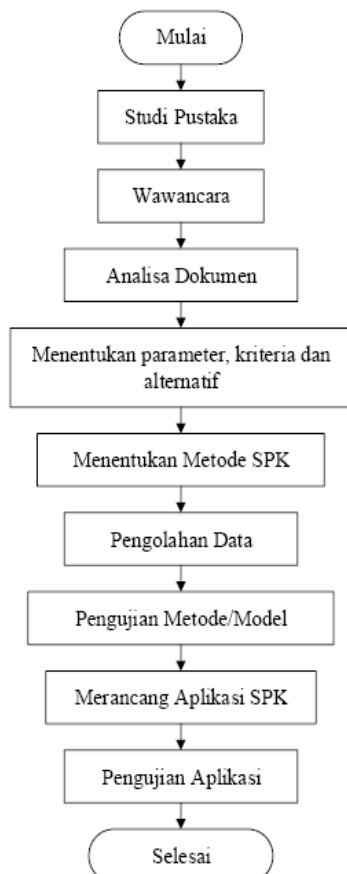 Mulai
Studi Pustaka
Wawancara
Analisa Dokumen
Menentukan parameter, kriteria dan
alternatif
Menentukan Metode SPK
Pengolahan Data
Pengujian Metode/Model
Merancang Aplikasi SPK
Pengujian Aplikasi
Selesai